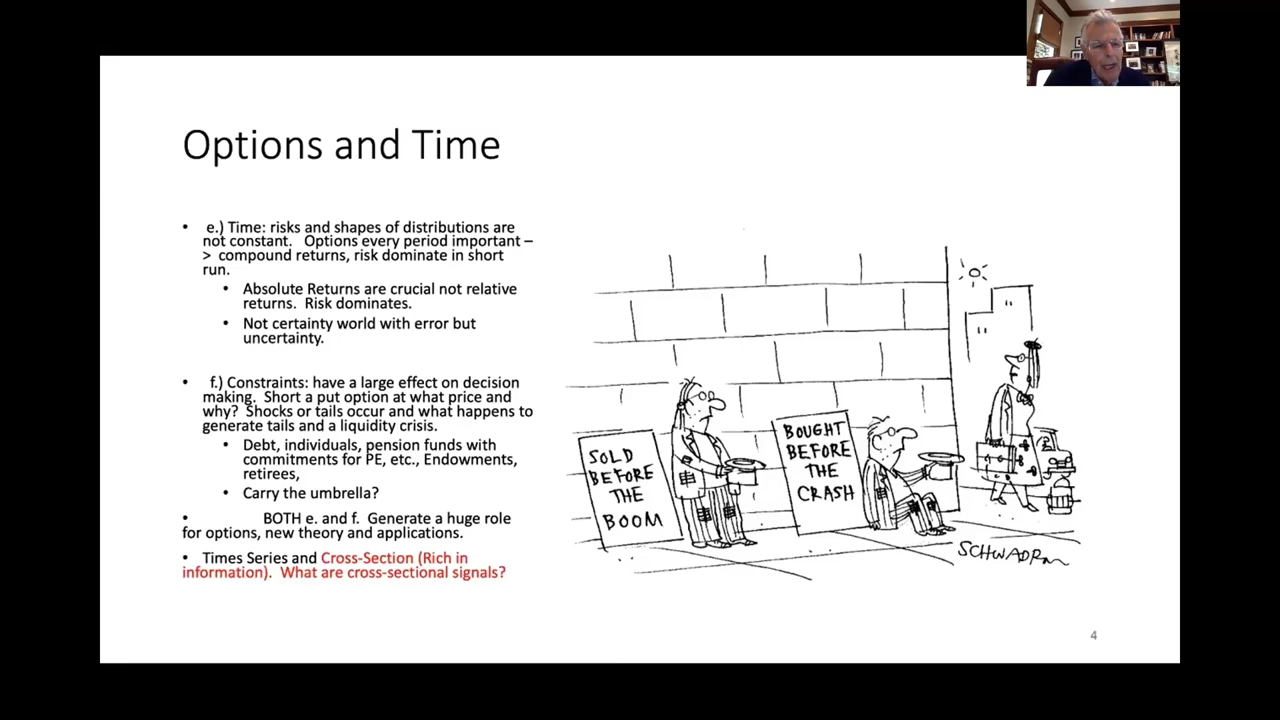 Options and Time
• e.) Time: risks and shapes of distributions are
not constant. Options every period important –
> compound returns, risk dominate in short
run.
• Absolute Returns are crucial not relative
returns. Risk dominates.
• Not certainty world with error but
uncertainty.
• f.) Constraints: have a large effect on decision
making. Short a put option at what price and
why? Shocks or tails occur and what happens to
generate tails and a liquidity crisis.
• Debt, individuals, pension funds with
commitments for PE, etc., Endowments,
retirees,
• Carry the umbrella?
• BOTH e. and f. Generate a huge role
for options, new theory and applications.
• Times Series and Cross-Section (Rich in
information). What are cross-sectional signals?
SOLD
BEFORE
THE
BOOM
BOUGHT
BEFORE
THE
CRASH
4